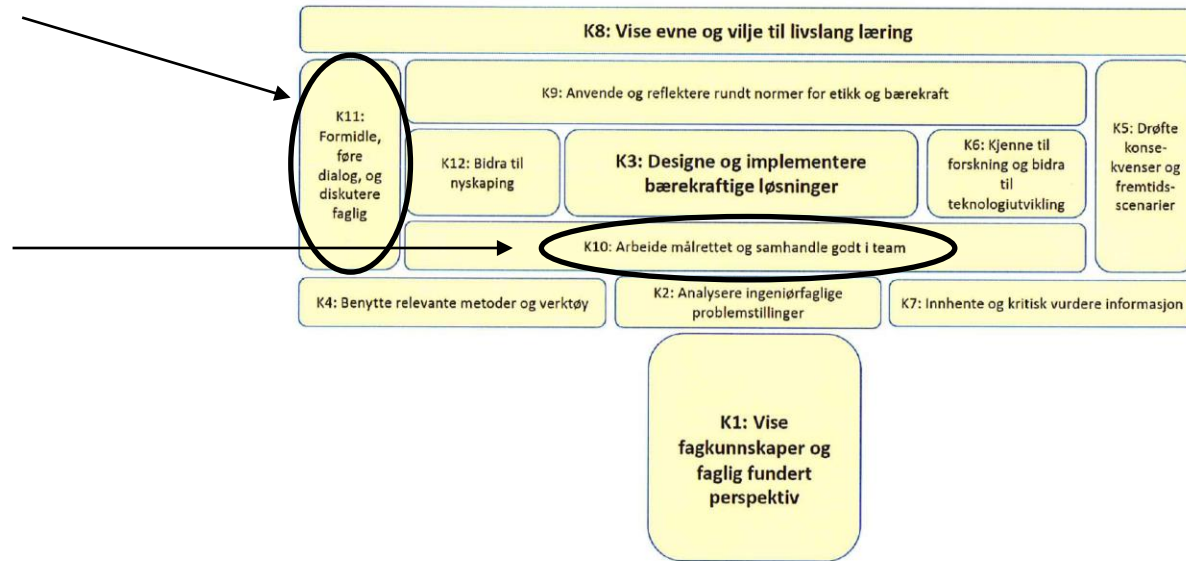 K8: Vise evne og vilje til livslang læring
K11:
Formidle,
føre
dialog, og
diskutere
faglig
K9: Anvende og reflektere rundt normer for etikk og bærekraft
K12: Bidra til
nyskaping
K3: Designe og implementere
bærekraftige løsninger
K6: Kjenne til
forskning og bidra
til
teknologiutvikling
K5: Drøfte
konse-
kvenser og
fremtids-
scenarier
K10: Arbeide målrettet og samhandle godt i team
K4: Benytte relevante metoder og verktøy
K2: Analysere ingeniørfaglige
problemstillinger
K7: Innhente og kritisk vurdere informasjon
K1: Vise
fagkunnskaper og
faglig fundert
perspektiv